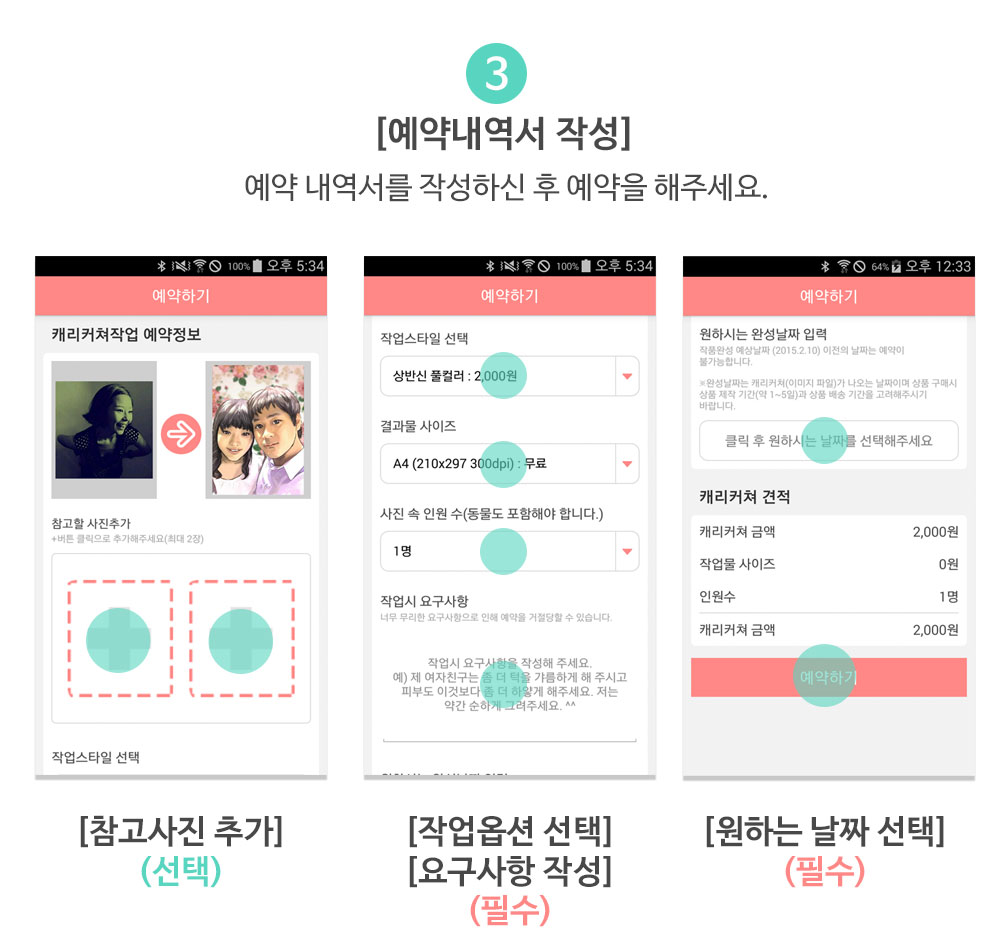 3
[예약내역서 작성]
예약 내역서를 작성하신 후 예약을 해주세요.
100% 오후 5:34
예약하기
캐리커쳐작업 예약정보
참고할 사진추가
+버튼 클릭으로 추가해주세요(최대 2장)
작업스타일 선택
[참고사진 추가]
(선택)
100% 오후 5:34
예약하기
작업스타일 선택
상반신 풀컬러 : 2,000원
결과물 사이즈
A4 (210x297 300dpi) : 무료
사진 속 인원 수(동물도 포함해야 합니다.)
1명
작업시 요구사항
너무 무리한 요구사항으로 인해 예약을 거절당할 수 있습니다.
작업시 요구사항을 작성해 주세요.
예) 제 여자친구는 좀 더 턱을 갸름하게 해 주시고
피부도 이것보다 좀 더 하얗게 해주세요. 저는
약간 순하게 그려주세요. ^^
[작업옵션 선택]
[요구사항 작성]
(필수)
64% 오후 12:33
예약하기
원하시는 완성날짜 입력
작품완성 예상날짜 (2015.2.10) 이전의 날짜는 예약이
불가능합니다.
※완성날짜는 캐리커쳐(이미지 파일)가 나오는 날짜이며 상품 구매시
상품 제작 기간(약 1~5일)과 상품 배송 기간을 고려해주시기
바랍니다.
클릭 후 원하시는 날짜를 선택해주세요
캐리커쳐 견적
캐리커쳐 금액 2,000원
작업물 사이즈 0원
인원수 1명
캐리커쳐 금액 2,000원
예약하기
[원하는 날짜 선택]
(필수)